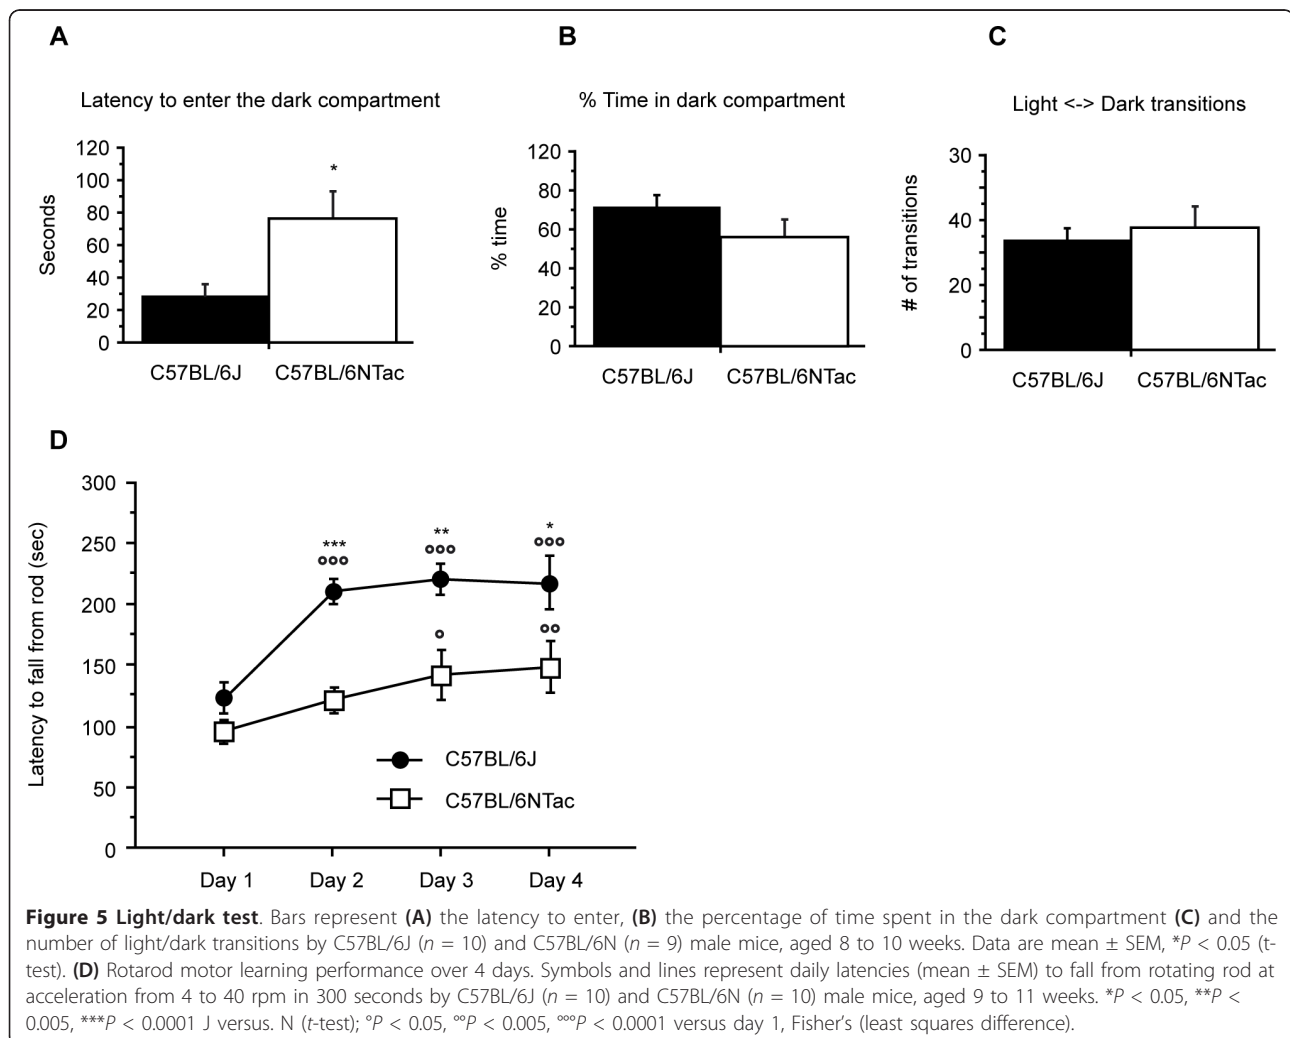 A
B
C
Latency to enter the dark compartment
% Time in dark compartment
Light <-> Dark transitions
120
100
80
60
40
20
0
Seconds
*
C57BL/6J
C57BL/6NTac
120
80
60
40
20
0
% time
C57BL/6J
C57BL/6NTac
30
40
20
0
# of transitions
C57BL/6J
C57BL/6NTac
D
300
250
200
150
100
50
0
Latency to fall from rod (sec)
***
°°°
**
°°°
*
°°°
°
°°
C57BL/6J
C57BL/6NTac
Day 1
Day 2
Day 3
Day 4
Figure 5 Light/dark test. Bars represent (A) the latency to enter, (B) the percentage of time spent in the dark compartment (C) and the
number of light/dark transitions by C57BL/6J (n = 10) and C57BL/6N (n = 9) male mice, aged 8 to 10 weeks. Data are mean ± SEM, *P < 0.05 (t-
test). (D) Rotarod motor learning performance over 4 days. Symbols and lines represent daily latencies (mean ± SEM) to fall from rotating rod at
acceleration from 4 to 40 rpm in 300 seconds by C57BL/6J (n = 10) and C57BL/6N (n = 10) male mice, aged 9 to 11 weeks. *P < 0.05, **P <
0.005, ***P < 0.0001 J versus. N (t-test); °P < 0.05, °°P < 0.005, °°°P < 0.0001 versus day 1, Fisher's (least squares difference).